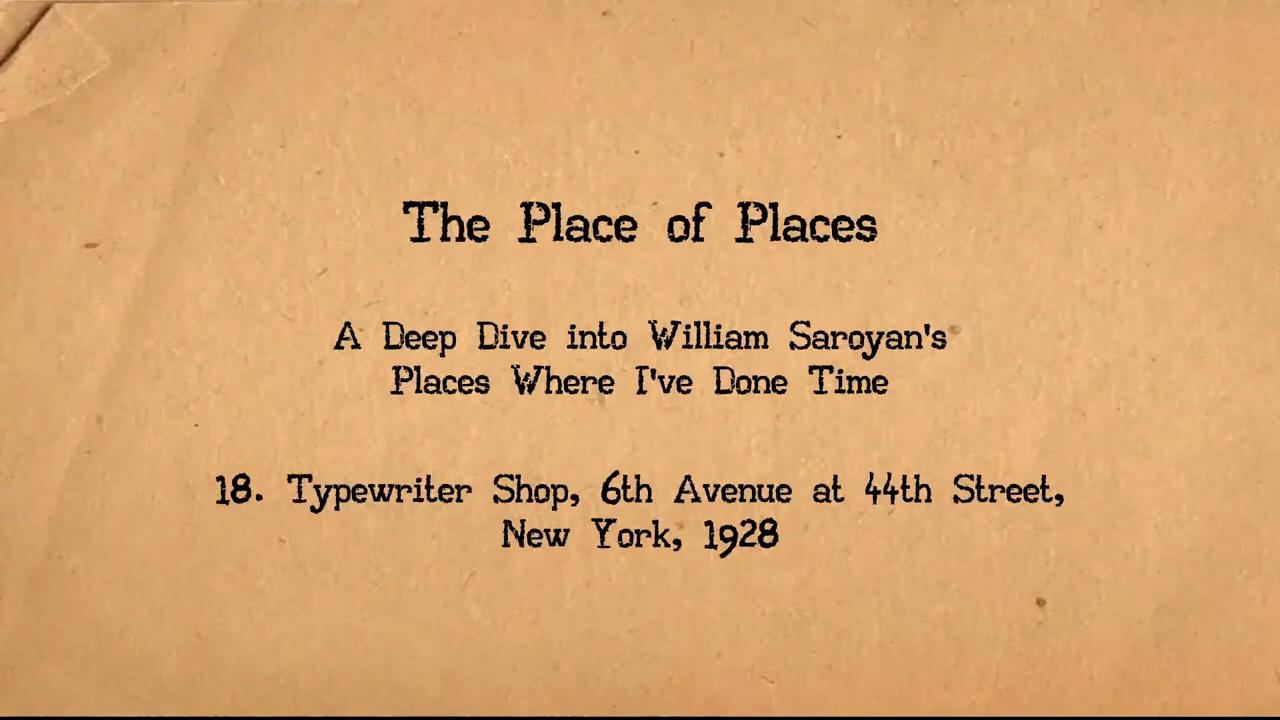 The Place of Places
A Deep Dive into William Saroyan's
Places Where I've Done Time
18. Typewriter Shop, 6th Avenue at 44th Street,
New York, 1928